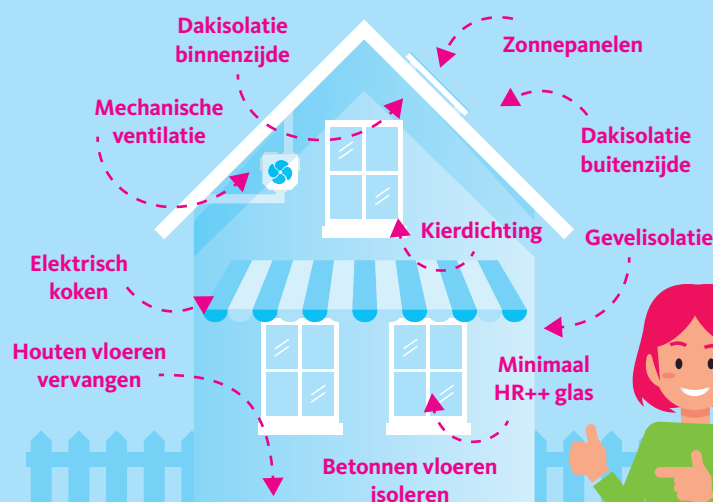 Dakisolatie
binnenzijde
Zonnepanelen
Mechanische
ventilatie
Dakisolatie
buitenzijde
Kierdichting
Gevelisolatie
Elektrisch
koken
Houten vloeren
vervangen
Minimaal
HR++ glas
Betonnen vloeren
isoleren